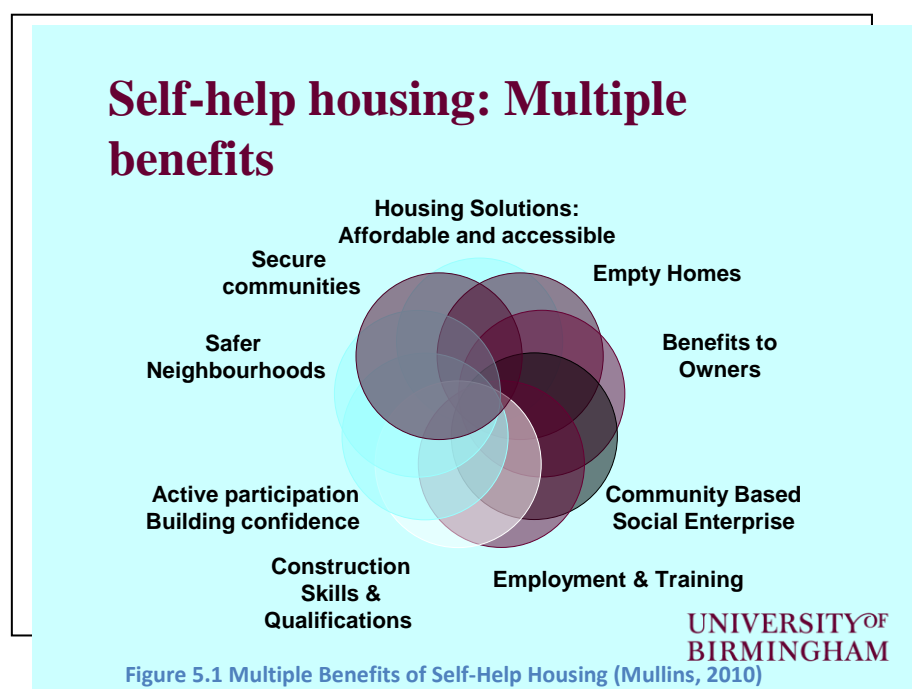 Self-help housing: Multiple
benefits
Housing Solutions:
Affordable and accessible
Empty Homes
Benefits to
Owners
Community Based
Social Enterprise
Employment & Training
Construction
Skills &
Qualifications
Active participation
Building confidence
Safer
Neighbourhoods
Secure
communities
UNIVERSITY OF
BIRMINGHAM
Figure 5.1 Multiple Benefits of Self-Help Housing (Mullins, 2010)